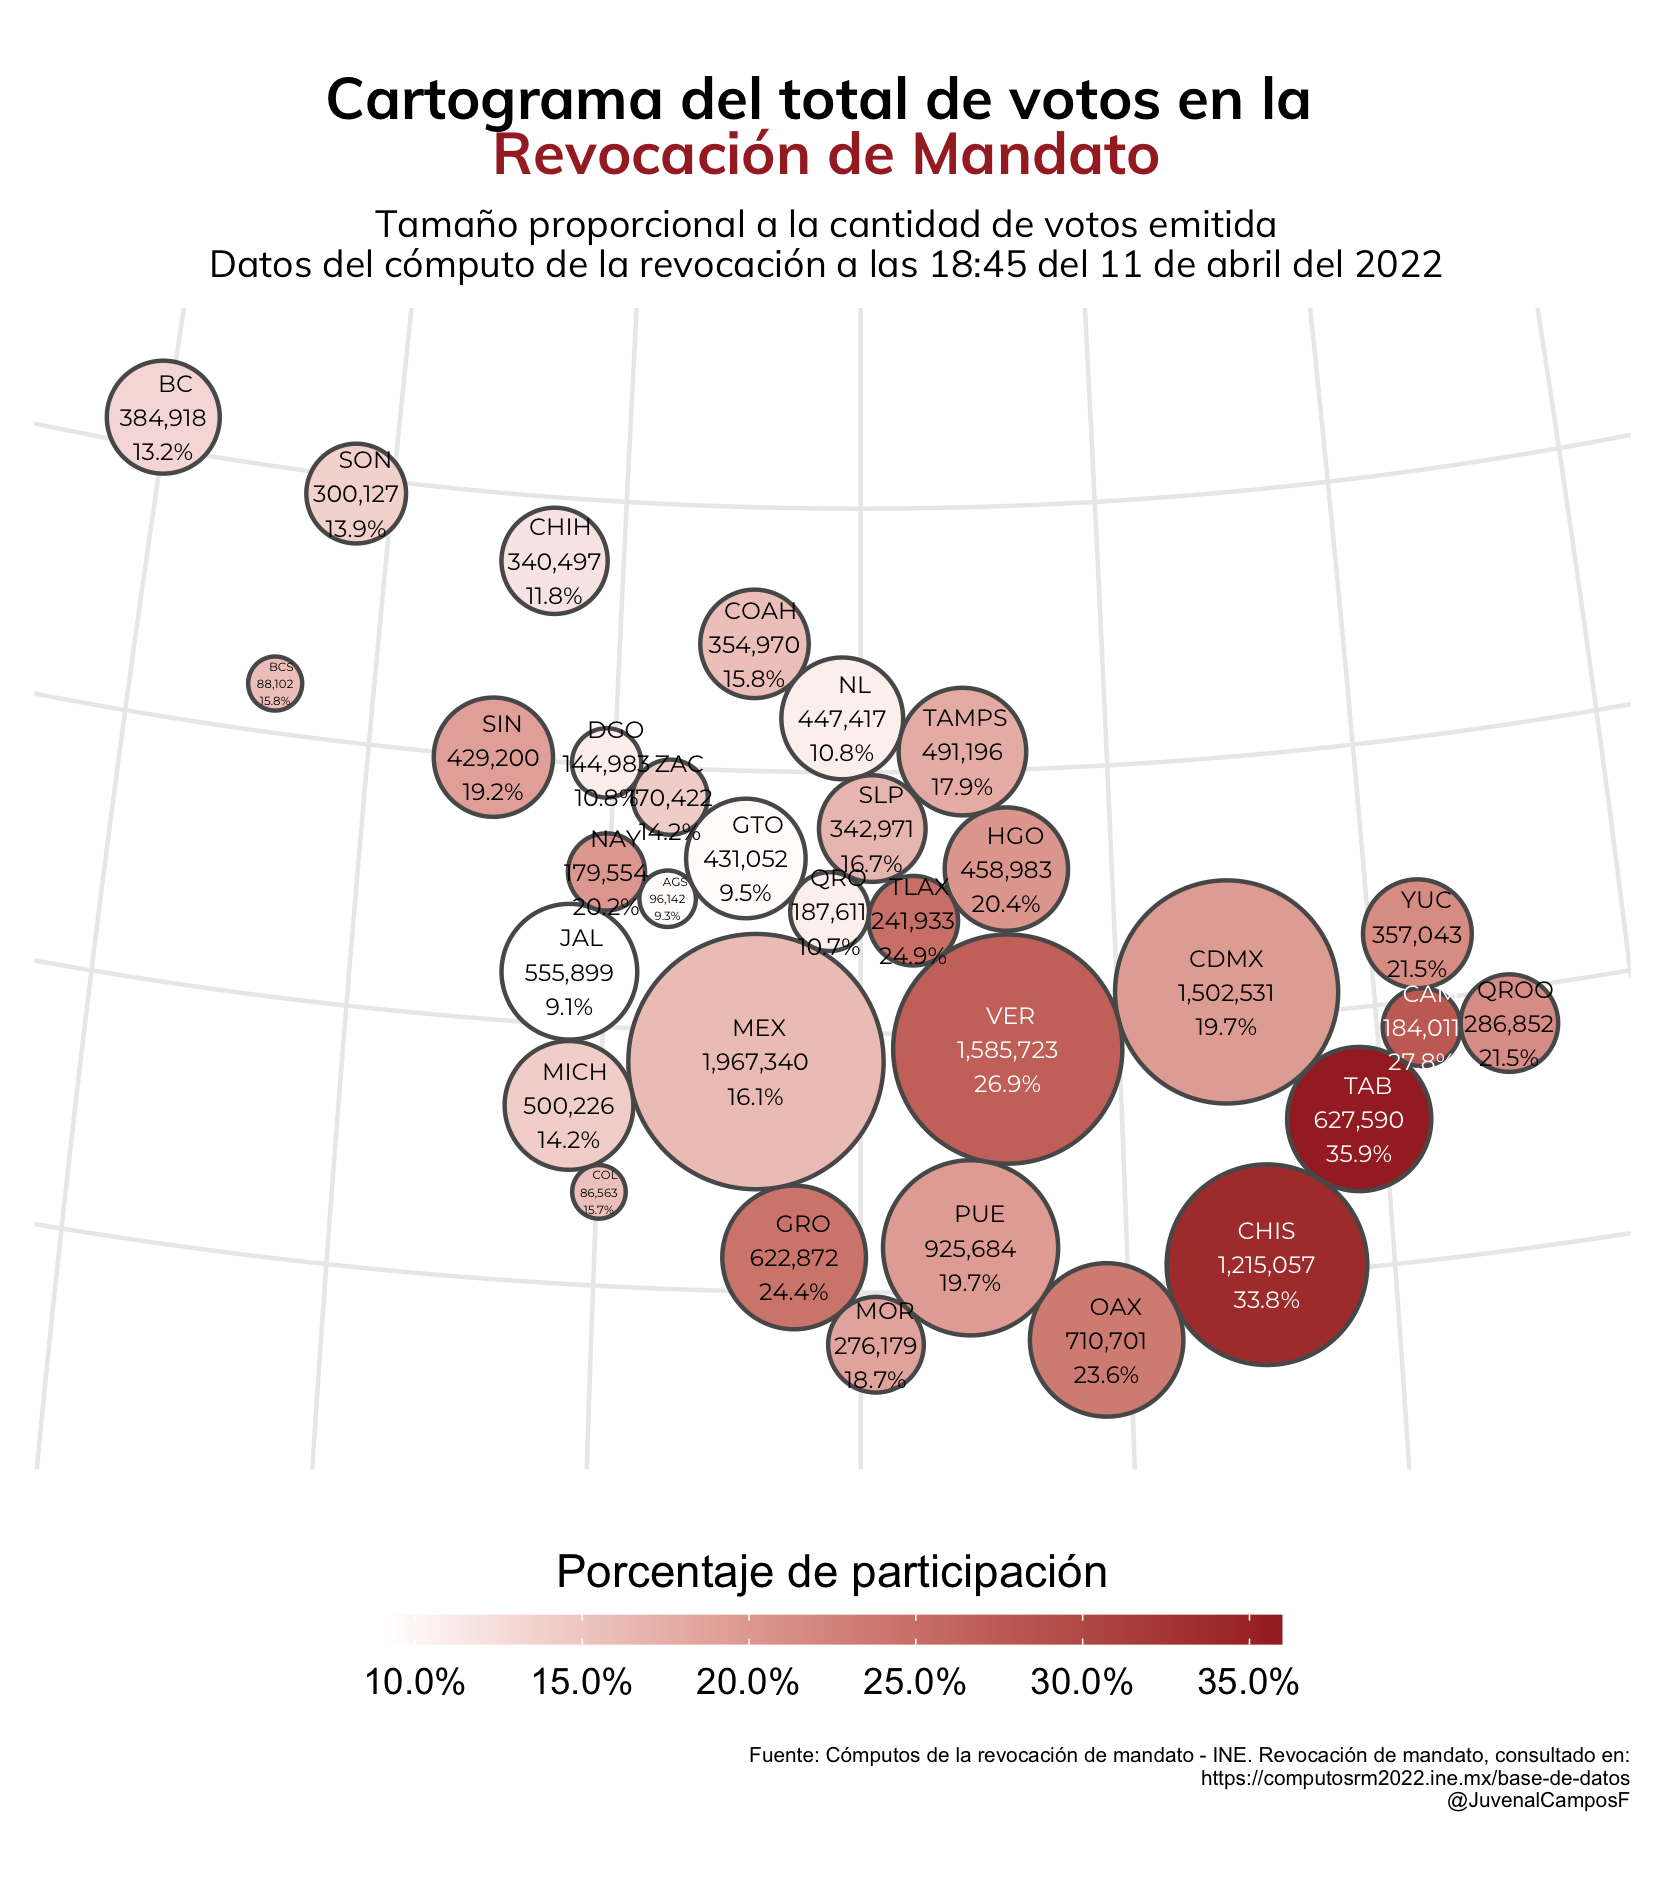 Cartograma del total de votos en la
Revocación de Mandato
Tamaño proporcional a la cantidad de votos emitida
Datos del cómputo de la revocación a las 18:45 del 11 de abril del 2022
BC
384,918
13.2%
SON
300,127
13.9%
CHIH
340,497
11.8%
COAH
354,970
15.8%
BCS
88,102
15.8%
NL
447,417
10.8%
TAMPS
491,196
17.9%
SIN
429,200
19.2%
DGO
144,983
10.8%
ZAC
170,422
14.2%
GTO
431,052
9.5%
SLP
342,971
16.7%
HGO
458,983
20.4%
NAY
179,554
20.2%
AGS
96,142
9.3%
QRO
187,611
10.7%
TLAX
241,933
24.9%
JAL
555,899
9.1%
MEX
1,967,340
16.1%
VER
1,585,723
26.9%
CDMX
1,502,531
19.7%
YUC
357,043
21.5%
CAM
184,011
27.8%
QROO
286,852
21.5%
MICH
500,226
14.2%
TAB
627,590
35.9%
COL
86,563
15.7%
GRO
622,872
24.4%
PUE
925,684
19.7%
CHIS
1,215,057
33.8%
MOR
276,179
18.7%
OAX
710,701
23.6%
Porcentaje de participación
10.0% 15.0% 20.0% 25.0% 30.0% 35.0%
Fuente: Cómputos de la revocación de mandato - INE. Revocación de mandato, consultado en:
https://computosrm2022.ine.mx/base-de-datos
@JuvenalCamposF